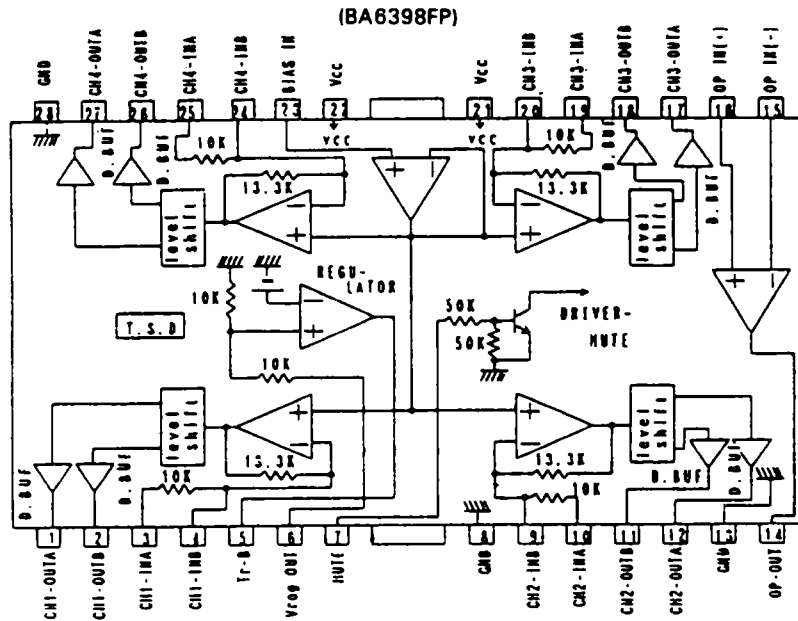 (BA6398FP)
GND
CH4-OUTA
CH4-OUTB
CH4-INA
CH4-INB
BIAS IN
Vcc
Vcc
CH3-INB
CH3-INA
CH3-OUTB
CH3-OUTA
OP IN(+)
OP IN(-)
28
27
26
25
24
23
22
21
20
19
18
17
16
15
D.BUF
D.BUF
10K
VCC
VCC
10K
D.BUF
D.BUF
13.3K
13.3K
level shift
level shift
REGU-
LATOR
10K
50K
50K
DRIVER-
MUTE
T.S.D
10K
level shift
level shift
13.3K
13.3K
10K
10K
D.BUF
D.BUF
D.BUF
D.BUF
1
2
3
4
5
6
7
8
9
10
11
12
13
14
CH1-OUTA
CH1-OUTB
CH1-INA
CH1-INB
Tr-B
Vreg OUT
MUTE
GND
CH2-INB
CH2-INA
CH2-OUTB
CH2-OUTA
GND
OP-OUT